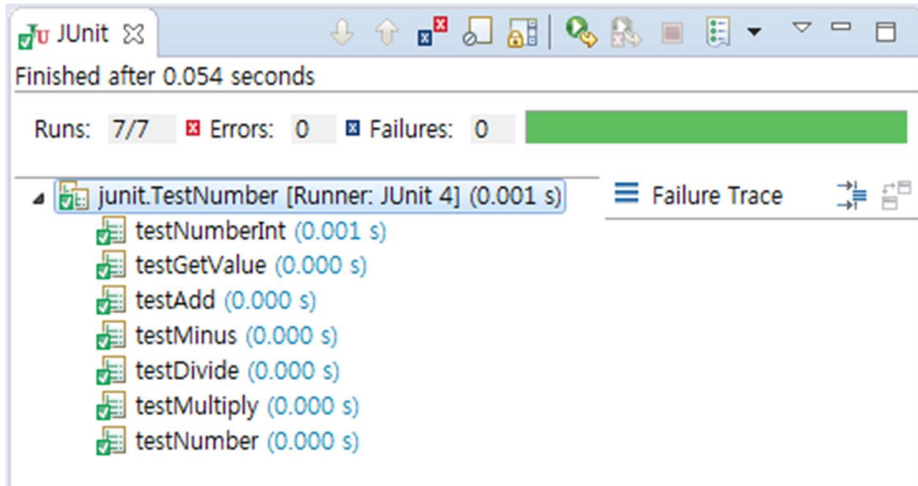 JUnit
Finished after 0.054 seconds
Runs: 7/7 Errors: 0 Failures: 0
junit.TestNumber [Runner: JUnit 4] (0.001 s)
Failure Trace
testNumberInt (0.001 s)
testGetValue (0.000 s)
testAdd (0.000 s)
testMinus (0.000 s)
testDivide (0.000 s)
testMultiply (0.000 s)
testNumber (0.000 s)